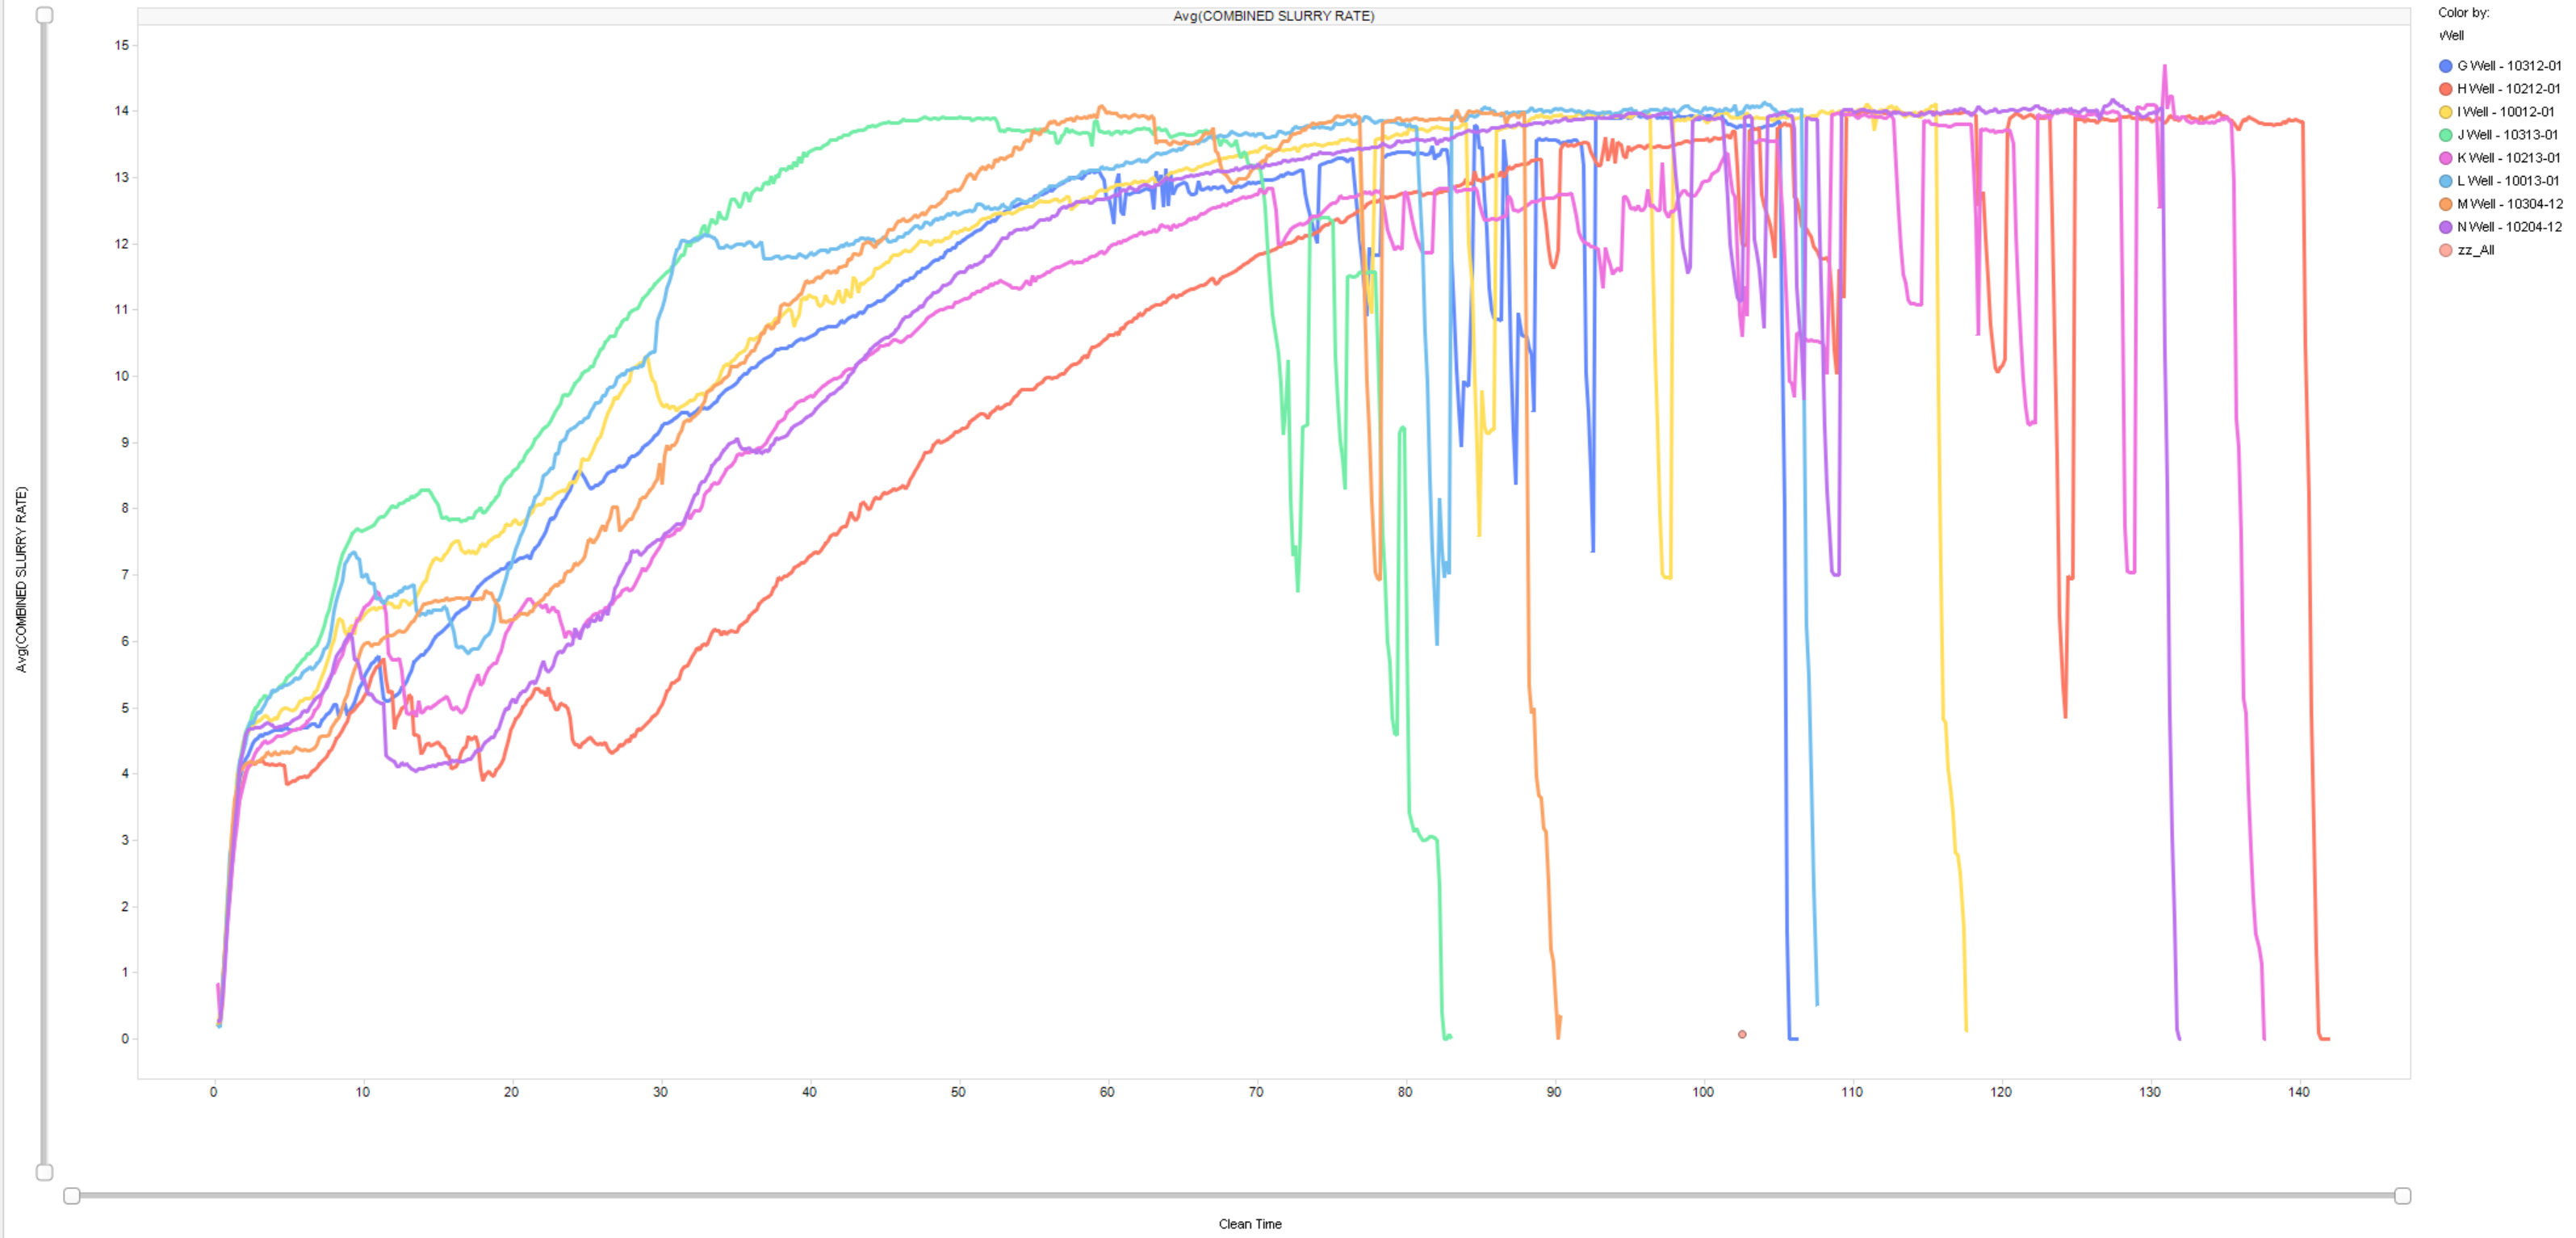 Avg(COMBINED SLURRY RATE)
Color by:
Well
G Well - 10312-01
H Well - 10212-01
I Well - 10012-01
J Well - 10313-01
K Well - 10213-01
L Well - 10013-01
M Well - 10304-12
N Well - 10204-12
zz_All
Avg(COMBINED SLURRY RATE)
15
14
13
12
11
10
9
8
7
6
5
4
3
2
1
0
0 10 20 30 40 50 60 70 80 90 100 110 120 130 140
Clean Time